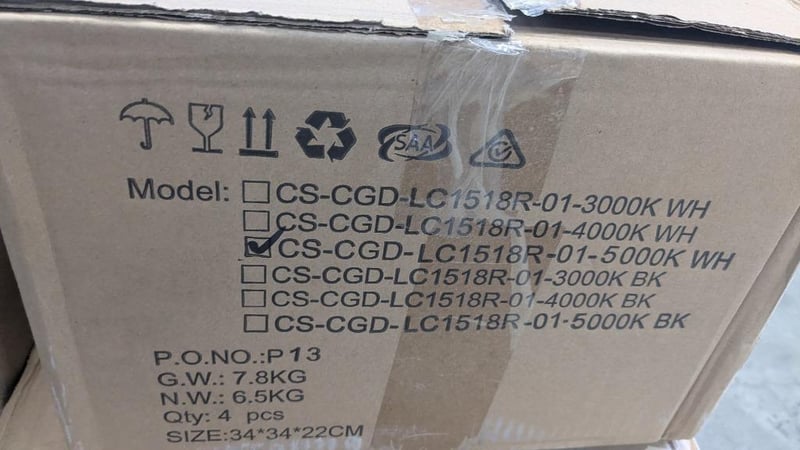 SAA
Model: ☐ CS-CGD-LC1518R-01-3000K WH
☐ CS-CGD-LC1518R-01-4000K WH
☑ CS-CGD-LC1518R-01-5000K WH
☐ CS-CGD-LC1518R-01-3000K BK
☐ CS-CGD-LC1518R-01-4000K BK
☐ CS-CGD-LC1518R-01-5000K BK
P.O.NO.:P13
G.W.: 7.8KG
N.W.: 6.5KG
Qty: 4 pcs
SIZE:34*34*22CM